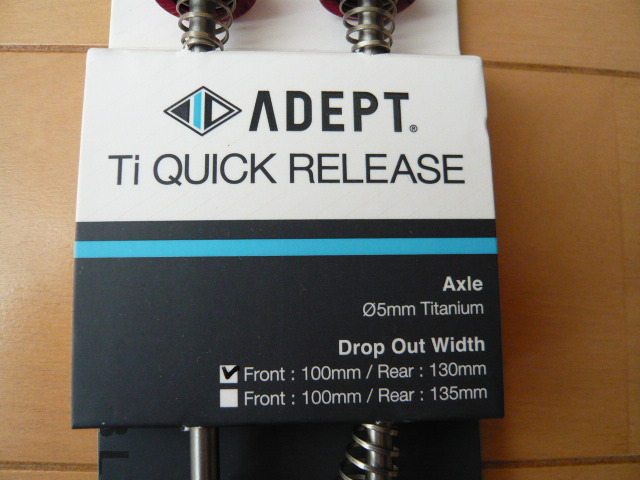 ADEPT®
Ti QUICK RELEASE
Axle
Ø5mm Titanium
Drop Out Width
Front : 100mm / Rear : 130mm
Front : 100mm / Rear : 135mm